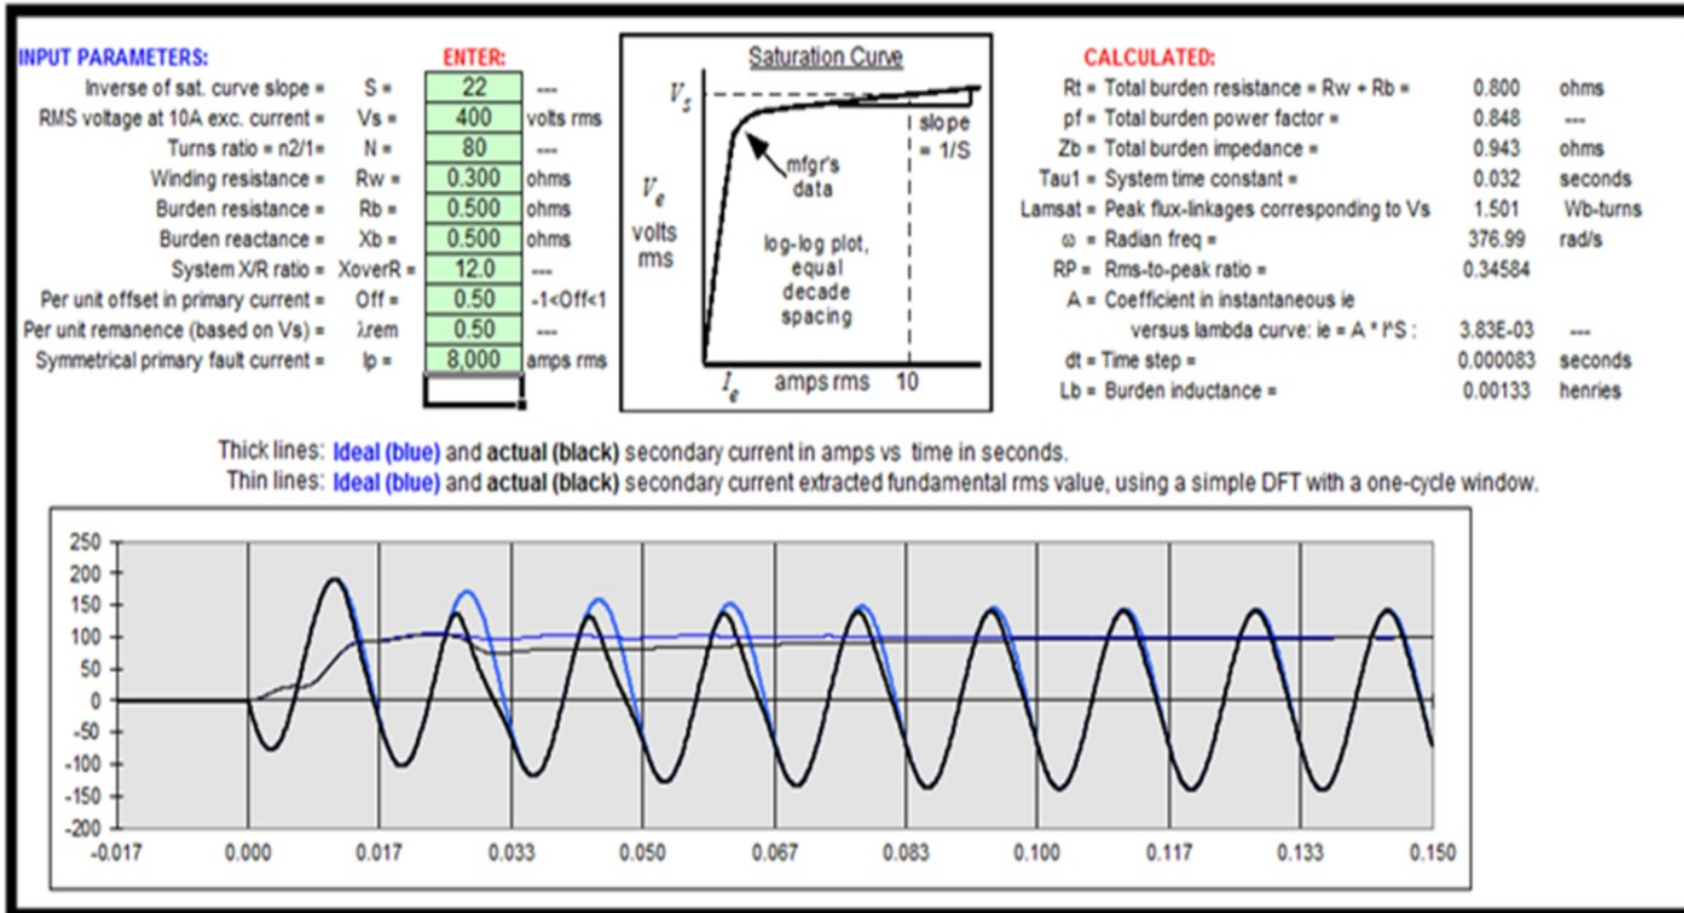 INPUT PARAMETERS: ENTER:
Inverse of sat. curve slope = S = 22 ---
RMS voltage at 10A exc. current = Vs = 400 volts rms
Turns ratio = n2/1= N = 80 ---
Winding resistance = Rw = 0.300 ohms
Burden resistance = Rb = 0.500 ohms
Burden reactance = Xb = 0.500 ohms
System X/R ratio = XoverR = 12.0 ---
Per unit offset in primary current = Off = 0.50 -1<Off<1
Per unit remanence (based on Vs) = λrem 0.50 ---
Symmetrical primary fault current = Ip = 8,000 amps rms
Saturation Curve
Vs
slope
= 1/S
mfgr's
data
Ve
volts
rms
log-log plot,
equal
decade
spacing
Ie amps rms 10
CALCULATED:
Rt = Total burden resistance = Rw + Rb = 0.800 ohms
pf = Total burden power factor = 0.848 ---
Zb = Total burden impedance = 0.943 ohms
Tau1 = System time constant = 0.032 seconds
Lamsat = Peak flux-linkages corresponding to Vs 1.501 Wb-turns
ω = Radian freq = 376.99 rad/s
RP = Rms-to-peak ratio = 0.34584
A = Coefficient in instantaneous ie
versus lambda curve: ie = A * l^S : 3.83E-03 ---
dt = Time step = 0.000083 seconds
Lb = Burden inductance = 0.00133 henries
Thick lines: Ideal (blue) and actual (black) secondary current in amps vs time in seconds.
Thin lines: Ideal (blue) and actual (black) secondary current extracted fundamental rms value, using a simple DFT with a one-cycle window.
250
200
150
100
50
0
-50
-100
-150
-200
-0.017 0.000 0.017 0.033 0.050 0.067 0.083 0.100 0.117 0.133 0.150